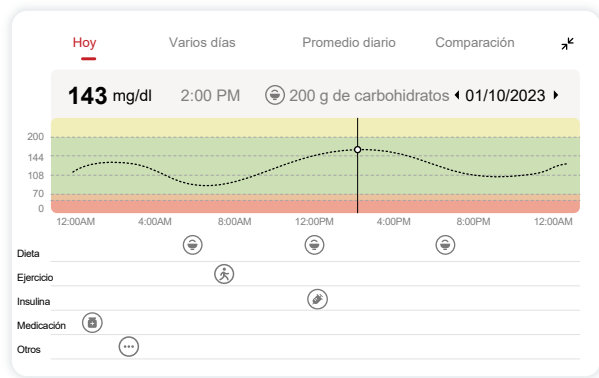 Hoy Varios días Promedio diario Comparación
143 mg/dl 2:00 PM 200 g de carbohidratos 01/10/2023
200
144
108
70
0
12:00AM 4:00AM 8:00AM 12:00PM 4:00PM 8:00PM 12:00AM
Dieta
Ejercicio
Insulina
Medicación
Otros